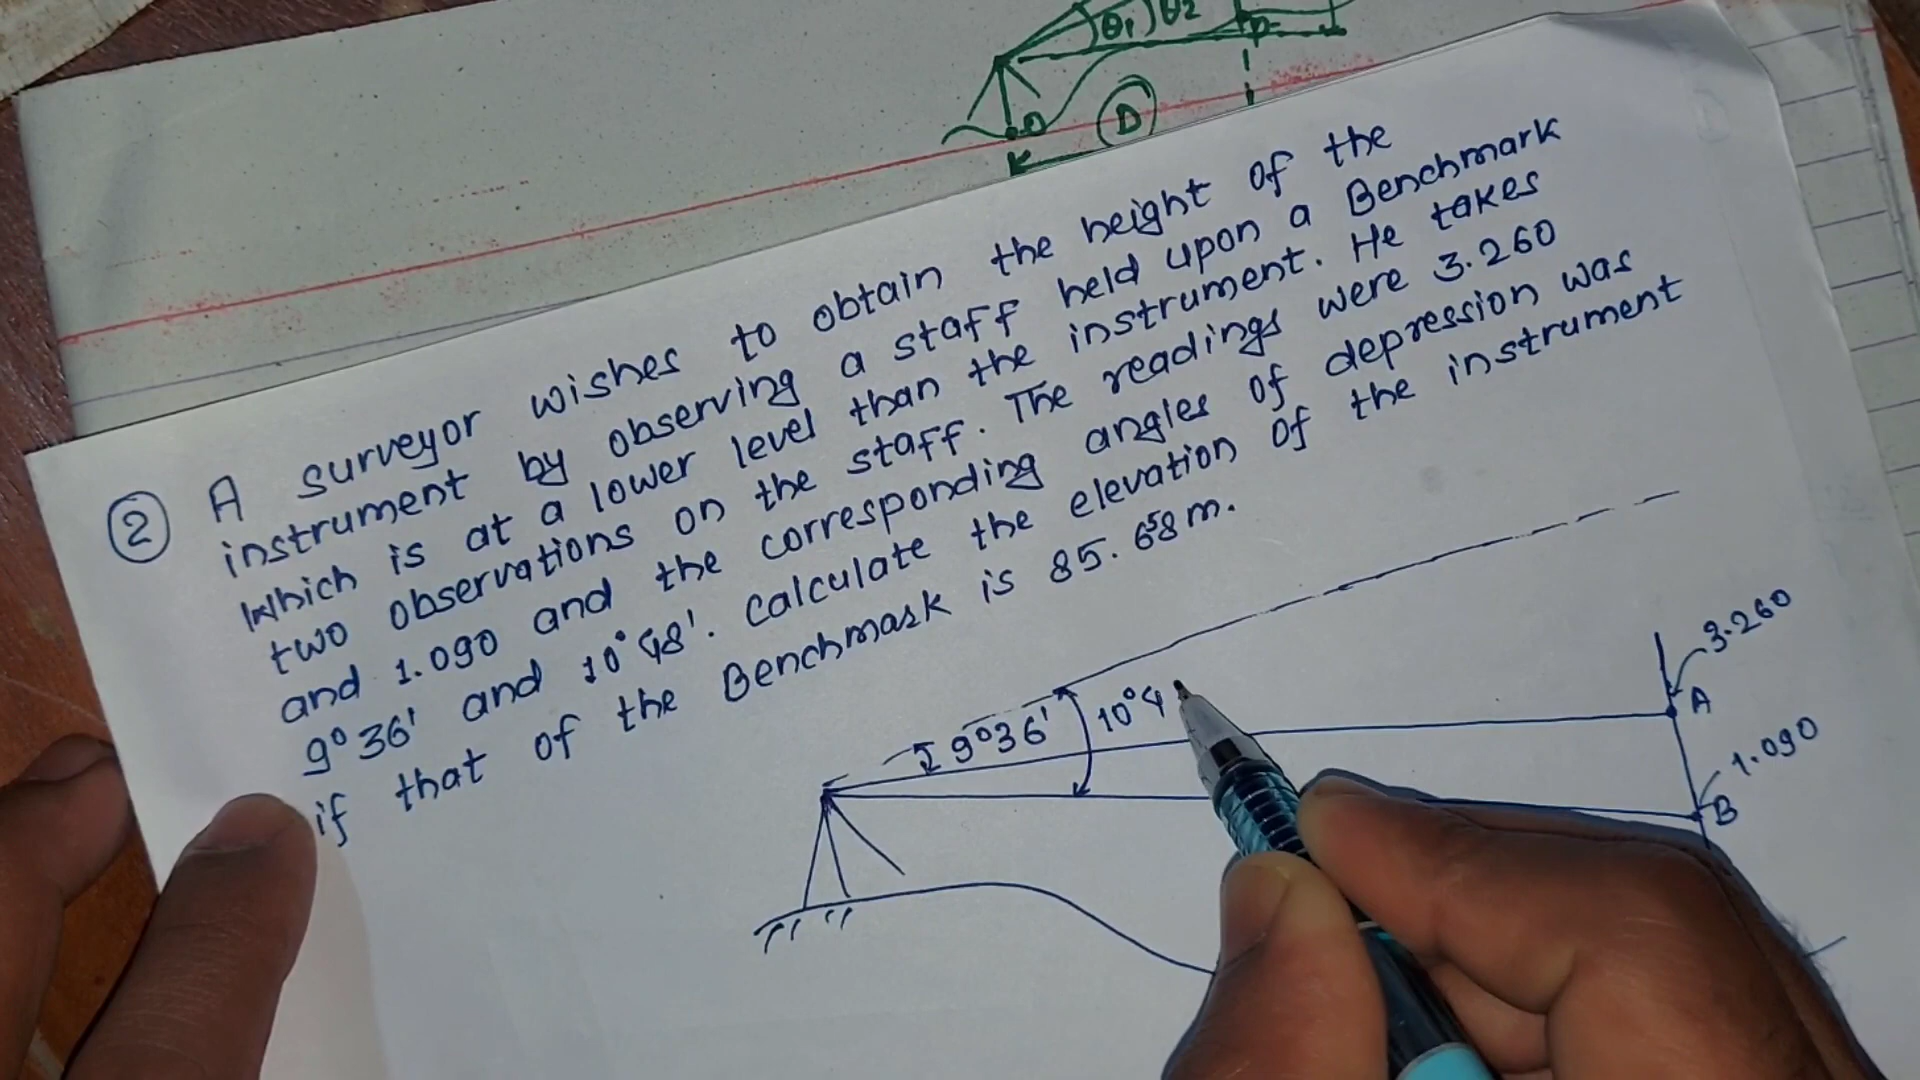 θ1 θ2
P
O
D
2 A surveyor wishes to obtain the height of the
instrument by observing a staff held upon a Benchmark
which is at a lower level than the instrument. He takes
two observations on the staff. The readings were 3.260
and 1.090 and the corresponding angles of depression was
9°36' and 10°48'. calculate the elevation of the instrument
if that of the Benchmark is 85.658m.
3.260
A
9°36' 10°4
1.090
B